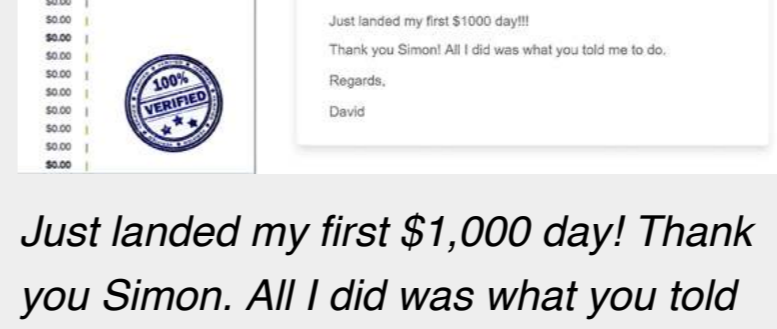 $0.00
$0.00
$0.00
$0.00
$0.00
$0.00
$0.00
$0.00
$0.00
$0.00
100%
VERIFIED
Just landed my first $1000 day!!!
Thank you Simon! All I did was what you told me to do.
Regards,
David
Just landed my first $1,000 day! Thank
you Simon. All I did was what you told